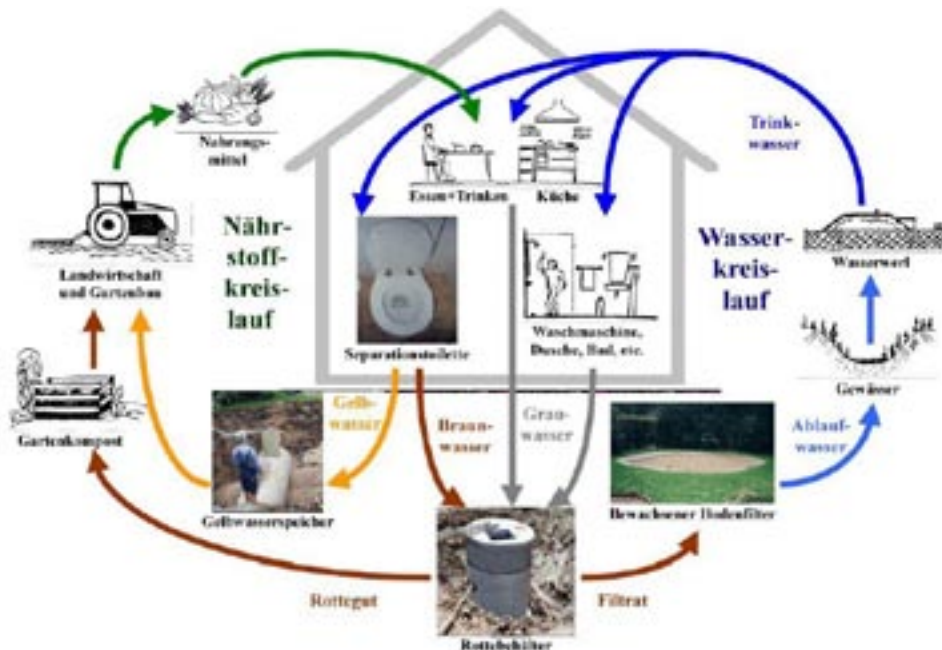 Nahrungs-
mittel
Trink-
wasser
Essen+Trinken
Küche
Nähr-
stoff-
kreis-
lauf
Wasser-
kreis-
lauf
Landwirtschaft
und Gartenbau
Wasserwerk
Waschmaschine,
Dusche, Bad, etc.
Separationstoilette
Gewässer
Gartenkompost
Gelb-
wasser
Braun-
wasser
Grau-
wasser
Ablauf-
wasser
Gelbwasserspeicher
Bewachsener Bodenfilter
Rottegut
Filtrat
Rottebehälter